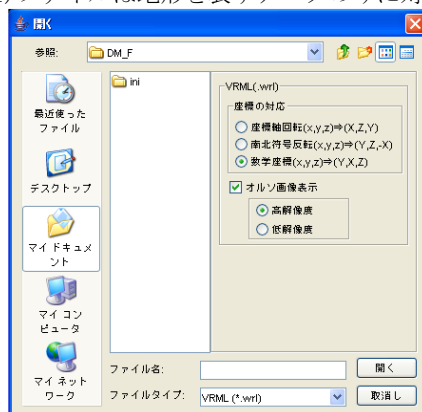 開く
参照:
DM_F
最近使った
ファイル
デスクトップ
マイ ドキュメ
ント
マイ コン
ピュータ
マイ ネット
ワーク
ini
VRML(.wrl)
座標の対応
座標軸回転(x,y,z)⇒(X,Z,Y)
南北符号反転(x,y,z)⇒(Y,Z,-X)
数学座標(x,y,z)⇒(Y,X,Z)
オルソ画像表示
高解像度
低解像度
ファイル名:
開く
ファイルタイプ:
VRML (*.wrl)
取消し